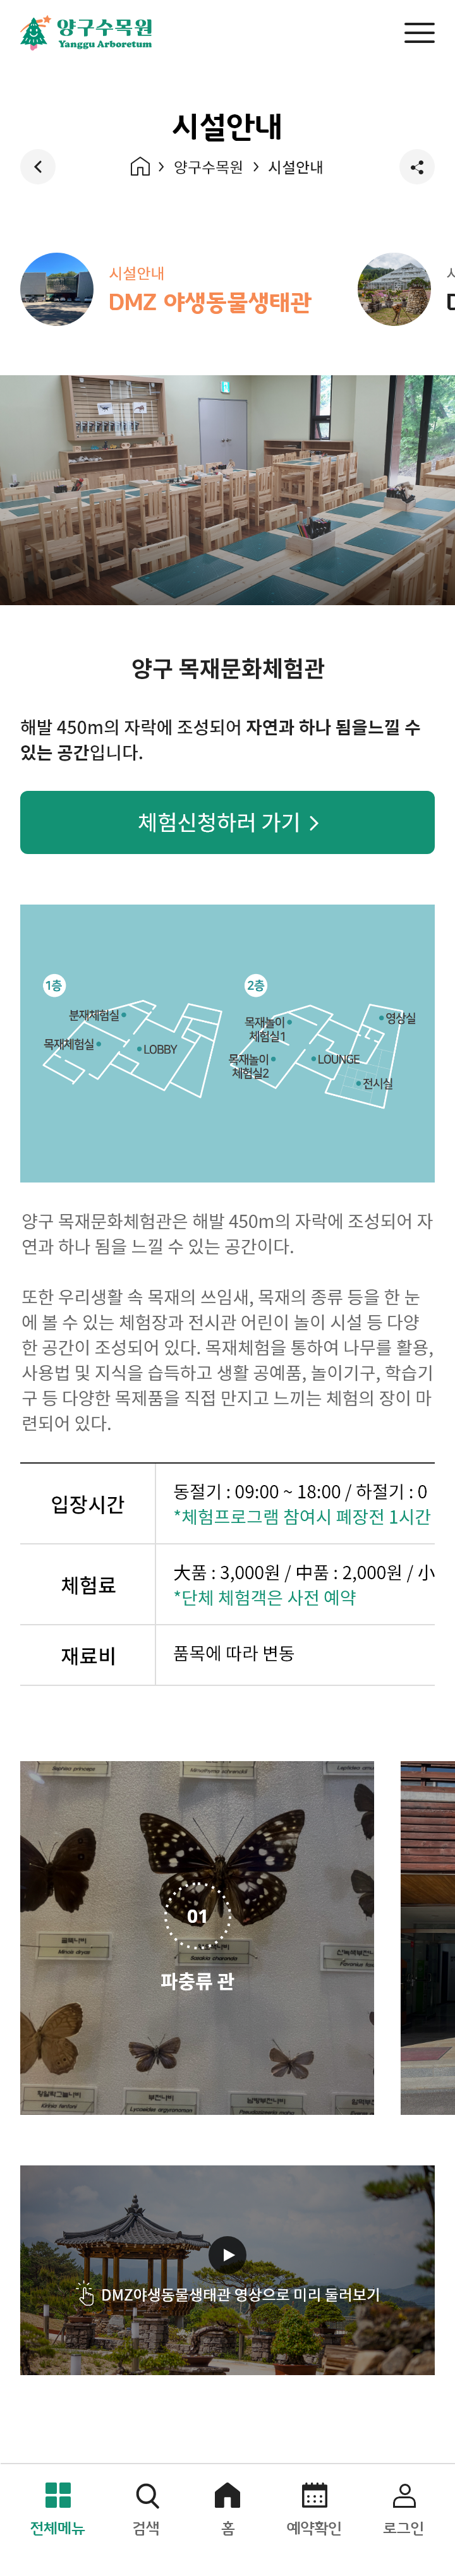 양구수목원
Yanggu Arboretum
시설안내
양구수목원 > 시설안내
시설안내
DMZ 야생동물생태관
양구 목재문화체험관
해발 450m의 자락에 조성되어 자연과 하나 됨을느낄 수
있는 공간입니다.
체험신청하러 가기 >
1층
분재체험실
목재체험실
LOBBY
2층
목재놀이
체험실1
영상실
목재놀이
체험실2
LOUNGE
전시실
양구 목재문화체험관은 해발 450m의 자락에 조성되어 자
연과 하나 됨을 느낄 수 있는 공간이다.
또한 우리생활 속 목재의 쓰임새, 목재의 종류 등을 한 눈
에 볼 수 있는 체험장과 전시관 어린이 놀이 시설 등 다양
한 공간이 조성되어 있다. 목재체험을 통하여 나무를 활용,
사용법 및 지식을 습득하고 생활 공예품, 놀이기구, 학습기
구 등 다양한 목제품을 직접 만지고 느끼는 체험의 장이 마
련되어 있다.
입장시간
동절기 : 09:00 ~ 18:00 / 하절기 : 0
*체험프로그램 참여시 폐장전 1시간
체험료
大품 : 3,000원 / 中품 : 2,000원 / 小
*단체 체험객은 사전 예약
재료비
품목에 따라 변동
01
파충류 관
DMZ야생동물생태관 영상으로 미리 둘러보기
전체메뉴
검색
홈
예약확인
로그인